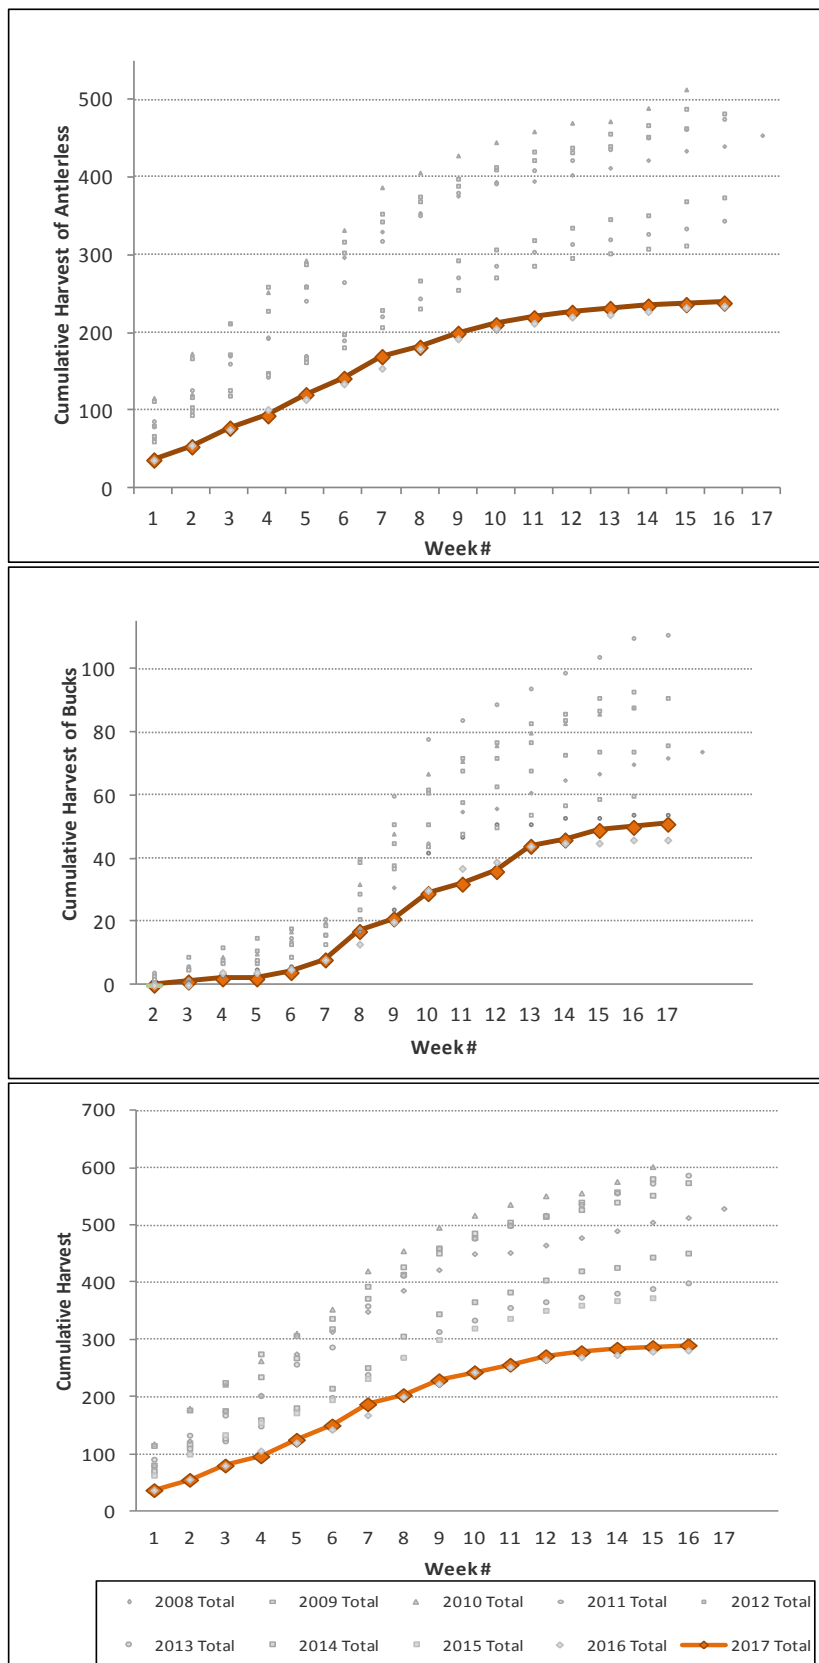 Cumulative Harvest of Antlerless
500
400
300
200
100
0
1 2 3 4 5 6 7 8 9 10 11 12 13 14 15 16 17
Week#
Cumulative Harvest of Bucks
100
80
60
40
20
0
2 3 4 5 6 7 8 9 10 11 12 13 14 15 16 17
Week#
Cumulative Harvest
700
600
500
400
300
200
100
0
1 2 3 4 5 6 7 8 9 10 11 12 13 14 15 16 17
Week#
2008 Total 2009 Total 2010 Total 2011 Total 2012 Total
2013 Total 2014 Total 2015 Total 2016 Total 2017 Total